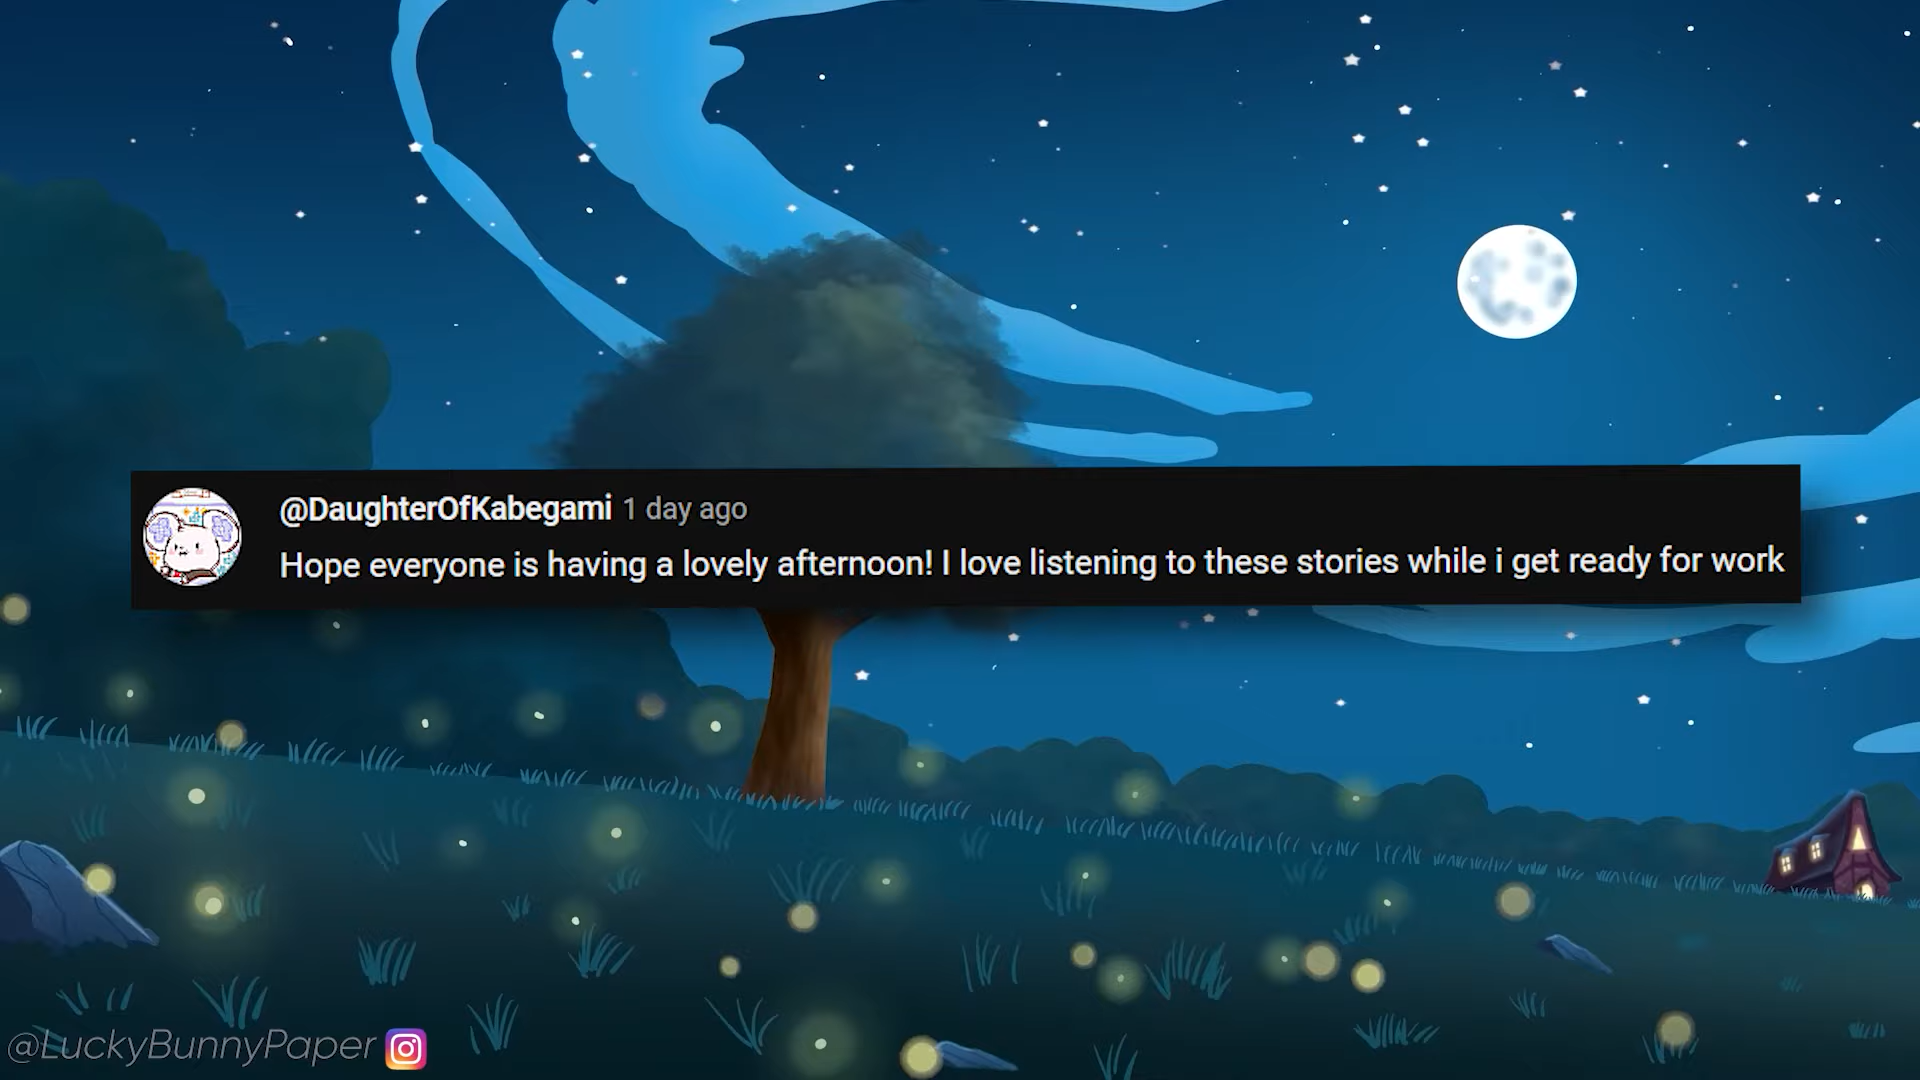 @DaughterOfKabegami 1 day ago
Hope everyone is having a lovely afternoon! I love listening to these stories while i get ready for work
@LuckyBunnyPaper